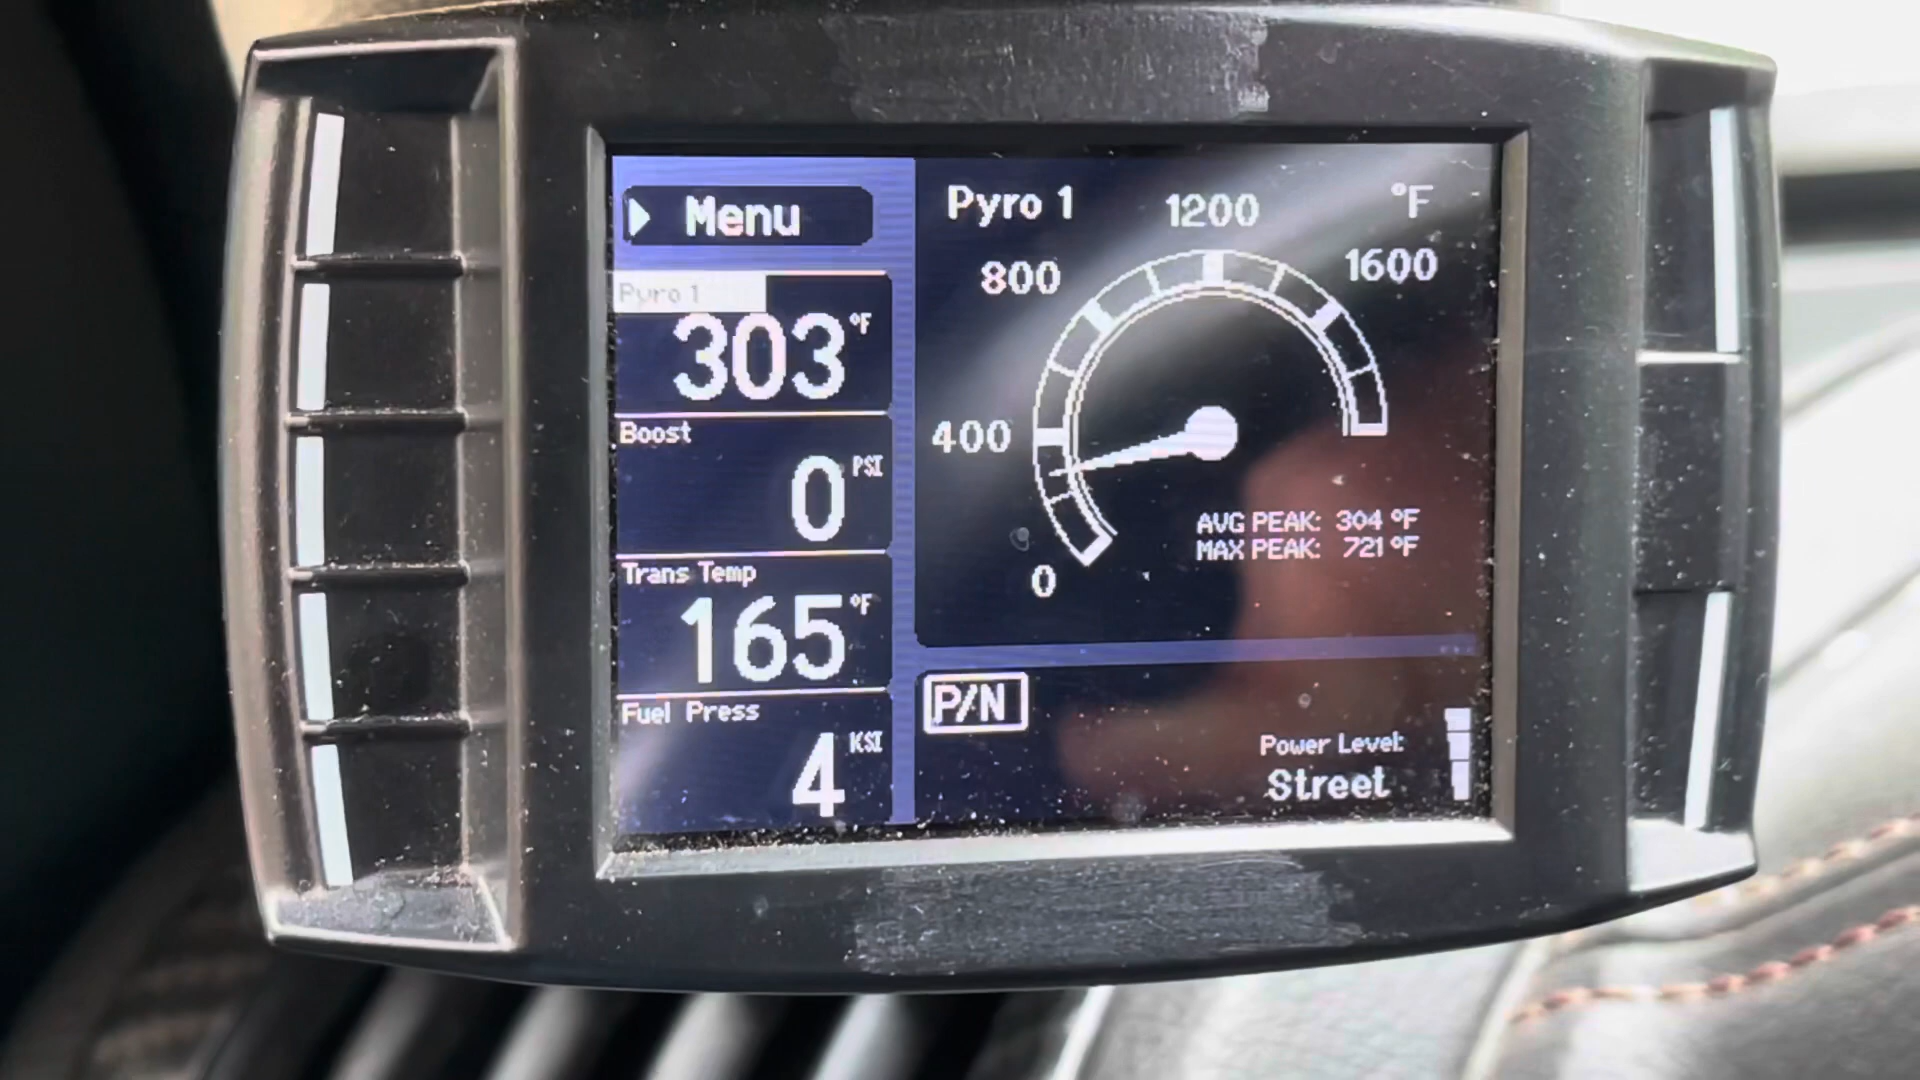 Menu
Pyro 1
303 °F
Boost
0 PSI
Trans Temp
165 °F
Fuel Press
4 KSI
Pyro 1
°F
0
400
800
1200
1600
AVG PEAK: 304 °F
MAX PEAK: 721 °F
P/N
Power Level:
Street